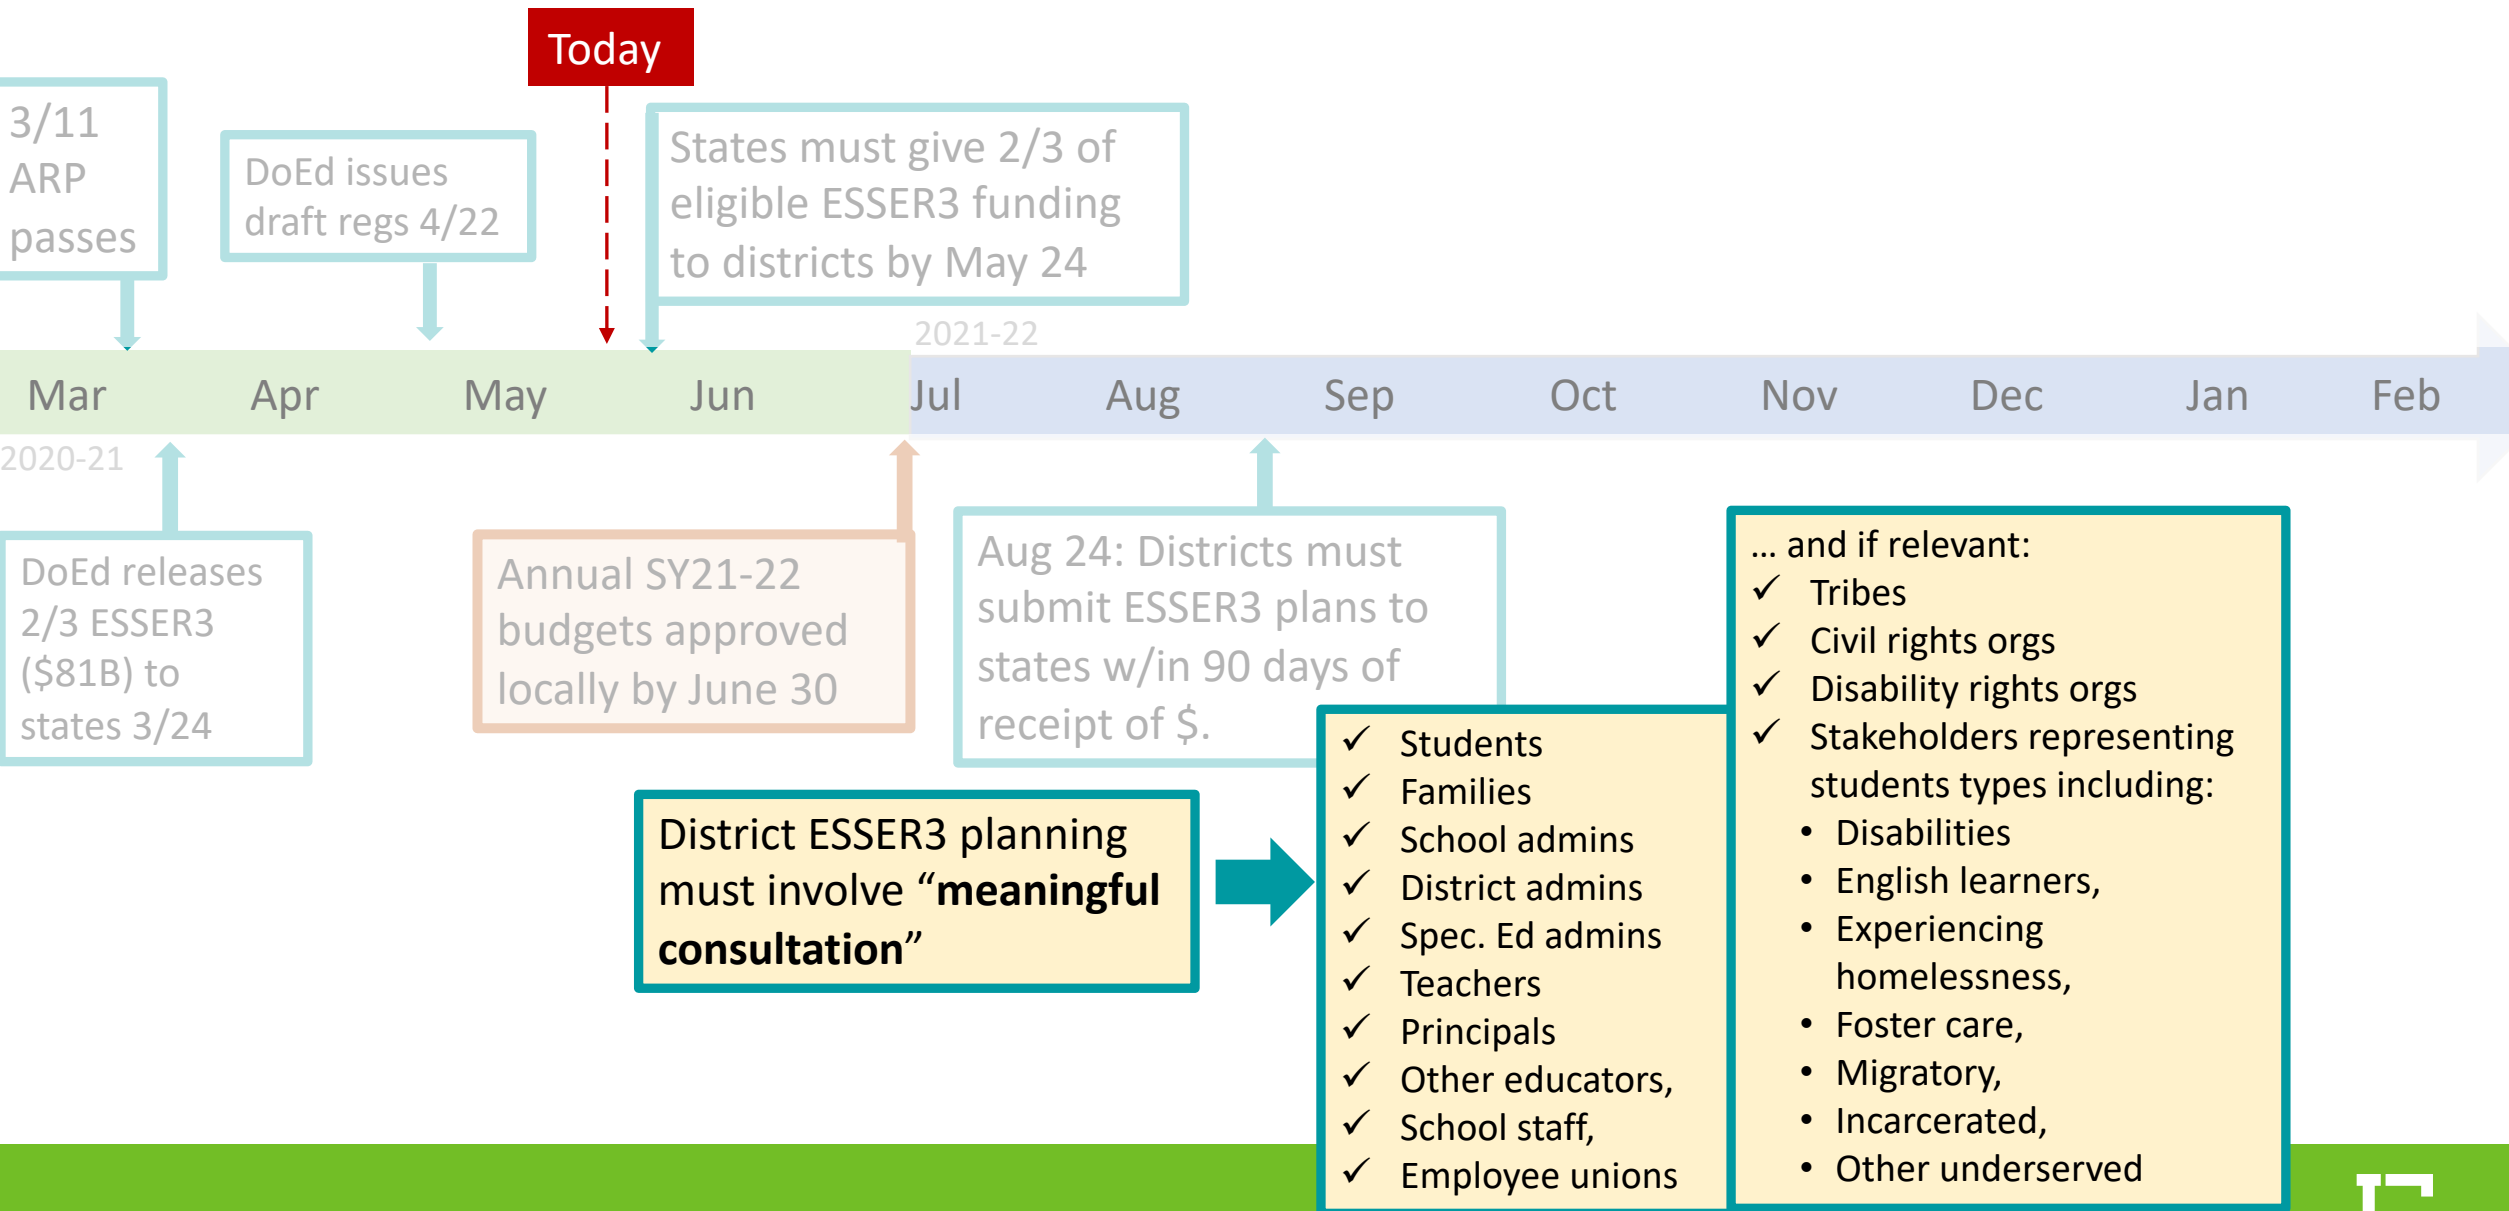 Today
3/11
ARP
passes
DoEd issues
draft regs 4/22
States must give 2/3 of
eligible ESSER3 funding
to districts by May 24
2021-22
Mar Apr May Jun Jul Aug Sep Oct Nov Dec Jan Feb
2020-21
DoEd releases
2/3 ESSER3
($81B) to
states 3/24
Annual SY21-22
budgets approved
locally by June 30
Aug 24: Districts must
submit ESSER3 plans to
states w/in 90 days of
receipt of $.
District ESSER3 planning
must involve “meaningful
consultation”
✓ Students
✓ Families
✓ School admins
✓ District admins
✓ Spec. Ed admins
✓ Teachers
✓ Principals
✓ Other educators,
✓ School staff,
✓ Employee unions
... and if relevant:
✓ Tribes
✓ Civil rights orgs
✓ Disability rights orgs
✓ Stakeholders representing
students types including:
• Disabilities
• English learners,
• Experiencing
homelessness,
• Foster care,
• Migratory,
• Incarcerated,
• Other underserved